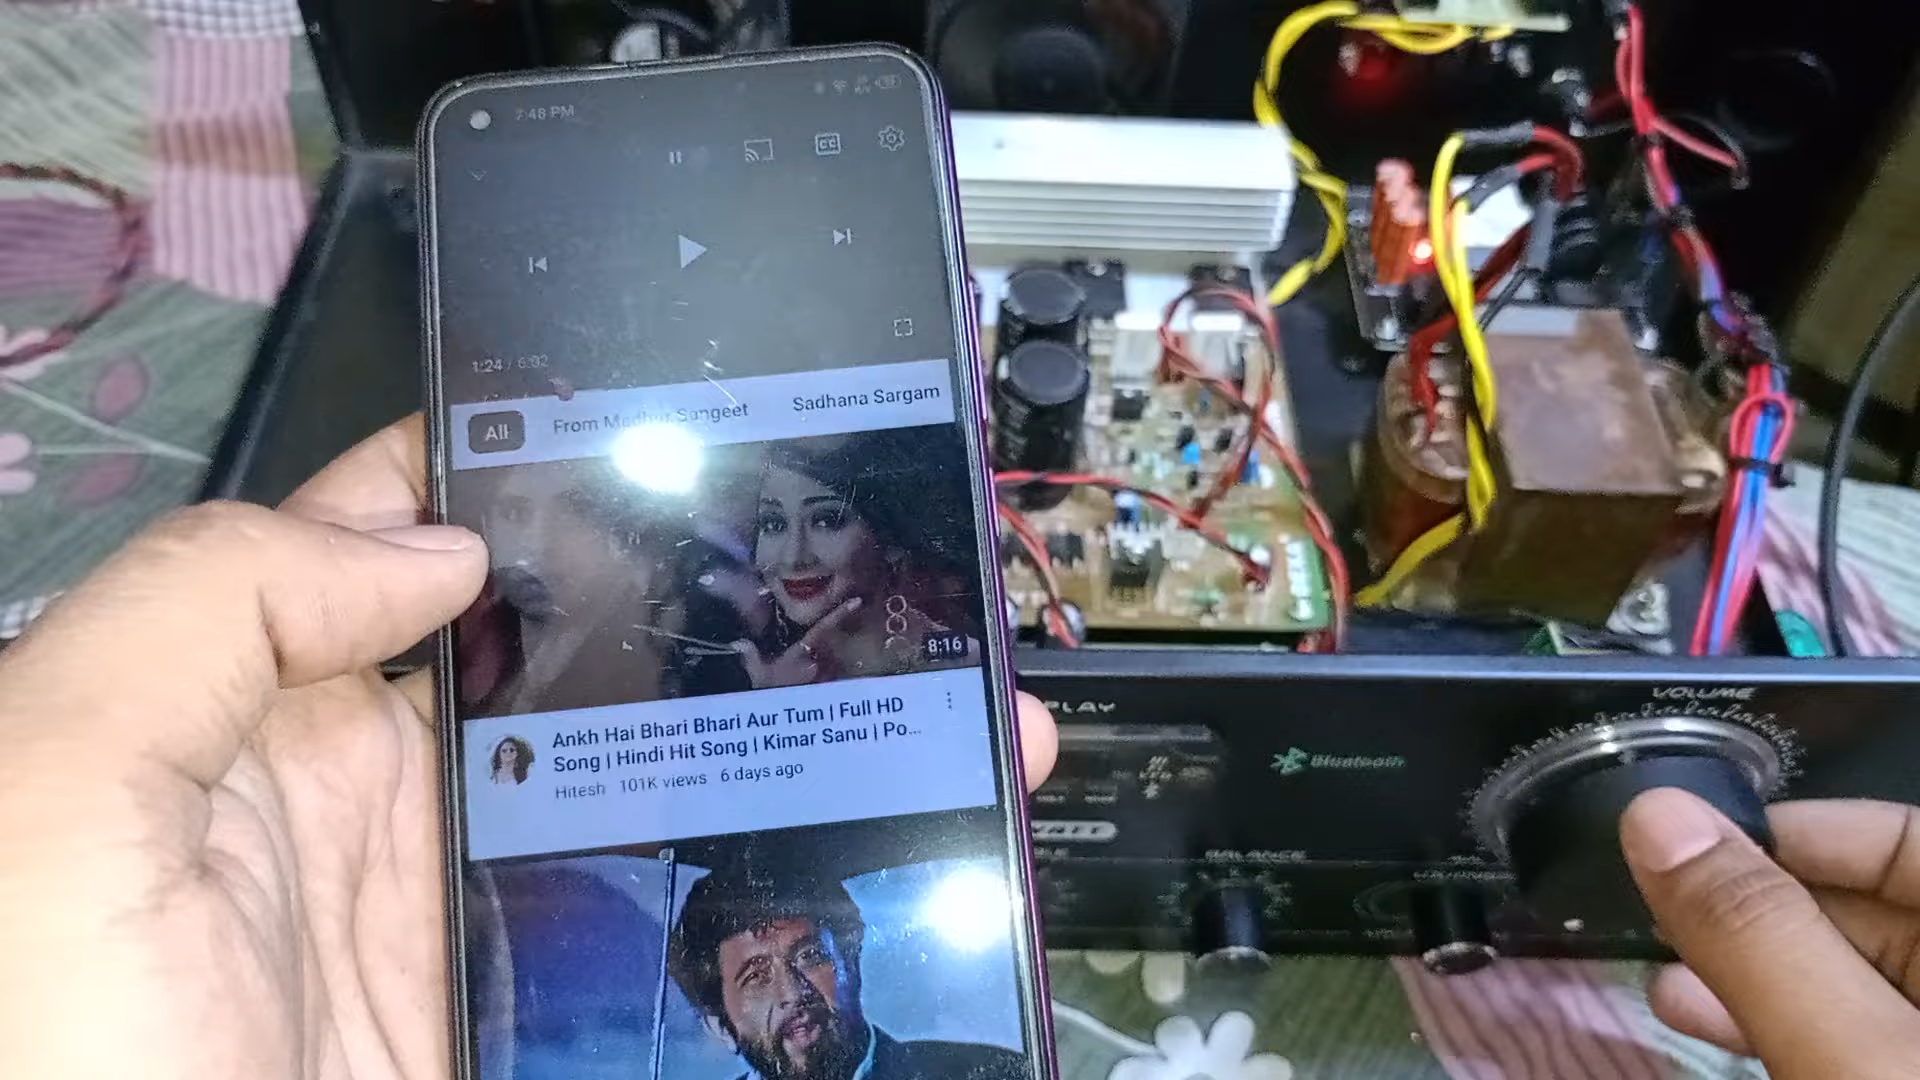 7:48 PM
CC
1:24 / 6:02
All
From Madhur Sangeet
Sadhana Sargam
8:16
Ankh Hai Bhari Bhari Aur Tum | Full HD
Song | Hindi Hit Song | Kimar Sanu | Po...
Hitesh 101K views 6 days ago
PLAY
VOLUME
Bluetooth
BALANCE